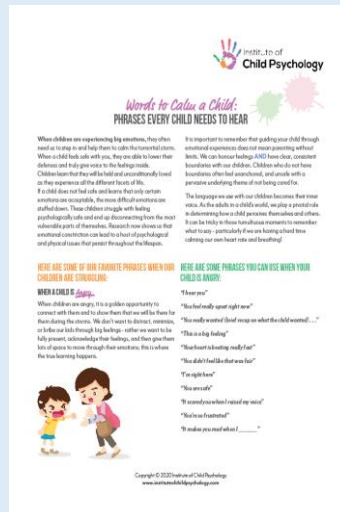 Institute of
Child Psychology
Words to Calm a Child:
PHRASES EVERY CHILD NEEDS TO HEAR
When children are experiencing big emotions, they often
need us to step in and help them to calm the torrential storm.
When a child feels safe with you, they are able to lower their
defenses and truly give voice to the feelings inside.
Children learn that they will be held and unconditionally loved
as they experience all the different facets of life.
If a child does not feel safe and learns that only certain
emotions are acceptable, the more difficult emotions are
stuffed down. These children struggle with feeling
psychologically safe and end up disconnecting from the most
vulnerable parts of themselves. Research now shows us that
emotional constriction can lead to a host of psychological
and physical issues that persist throughout the lifespan.
It is important to remember that guiding your child through
emotional experiences does not mean parenting without
limits. We can honour feelings AND have clear, consistent
boundaries with our children. Children who do not have
boundaries often feel unanchored, and unsafe with a
pervasive underlying theme of not being cared for.
The language we use with our children becomes their inner
voice. As the adults in a child's world, we play a pivotal role
in determining how a child perceives themselves and others.
It can be tricky in those tumultuous moments to remember
what to say - particularly if we are having a hard time
calming our own heart rate and breathing!
HERE ARE SOME OF OUR FAVORITE PHRASES WHEN OUR
CHILDREN ARE STRUGGLING:
WHEN A CHILD IS Angry...
When children are angry, it is a golden opportunity to
connect with them and to show that we will be there for
them during the storms. We don't want to distract, minimize,
or bribe our kids through big feelings - rather we want to be
fully present, acknowledge their feelings, and then give them
lots of space to move through their emotions; this is where
the true learning happens.
HERE ARE SOME PHRASES YOU CAN USE WHEN YOUR
CHILD IS ANGRY:
"I hear you"
"You feel really upset right now"
"You really wanted (brief recap on what the child wanted)...."
"This is a big feeling"
"Your heart is beating really fast"
"You didn't feel like that was fair"
"I'm right here"
"You are safe"
"It scared you when I raised my voice"
"You're so frustrated"
"It makes you mad when I ______"
Copyright © 2020 Institute of Child Psychology
www.instituteofchildpsychology.com